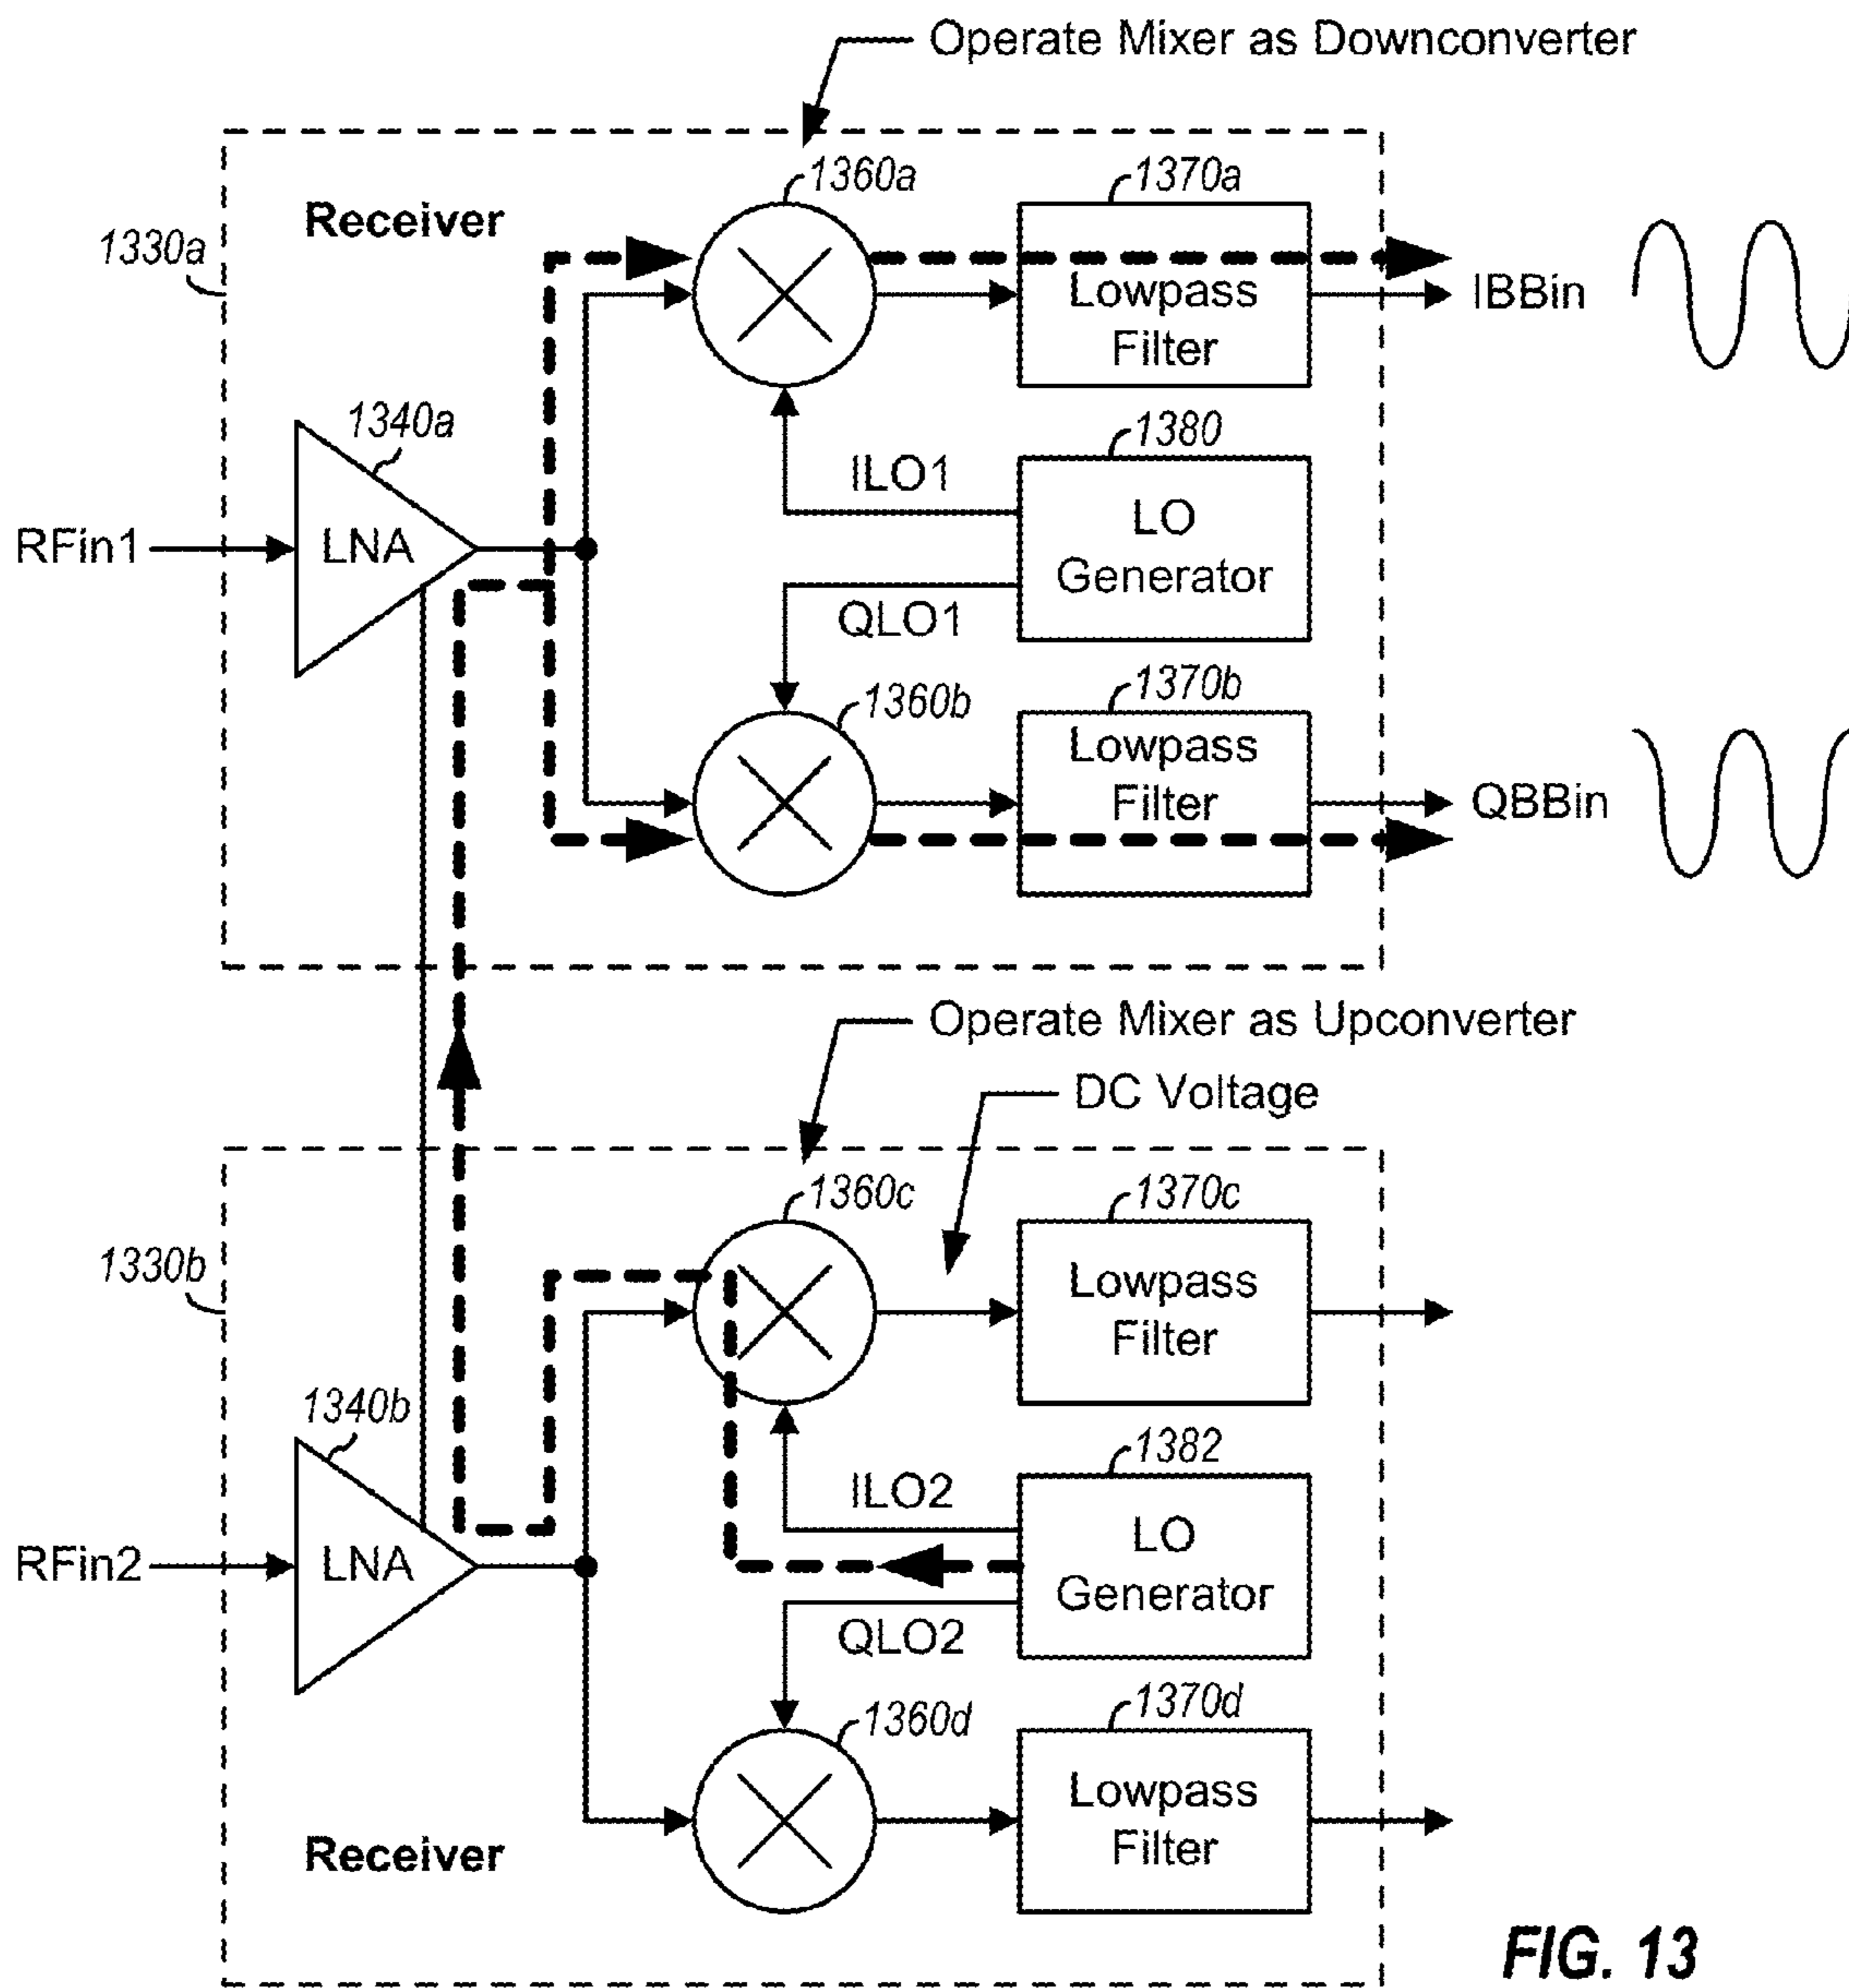 Operate Mixer as Downconverter
1360a
1370a
Receiver
1330a
Lowpass
Filter
IBBin
1340a
1380
ILO1
LO
Generator
RFin1
LNA
QLO1
1370b
1360b
Lowpass
Filter
QBBin
Operate Mixer as Upconverter
DC Voltage
1360c
1370c
1330b
Lowpass
Filter
1340b
1382
ILO2
LO
Generator
RFin2
LNA
QLO2
1370d
1360d
Lowpass
Filter
Receiver
FIG. 13